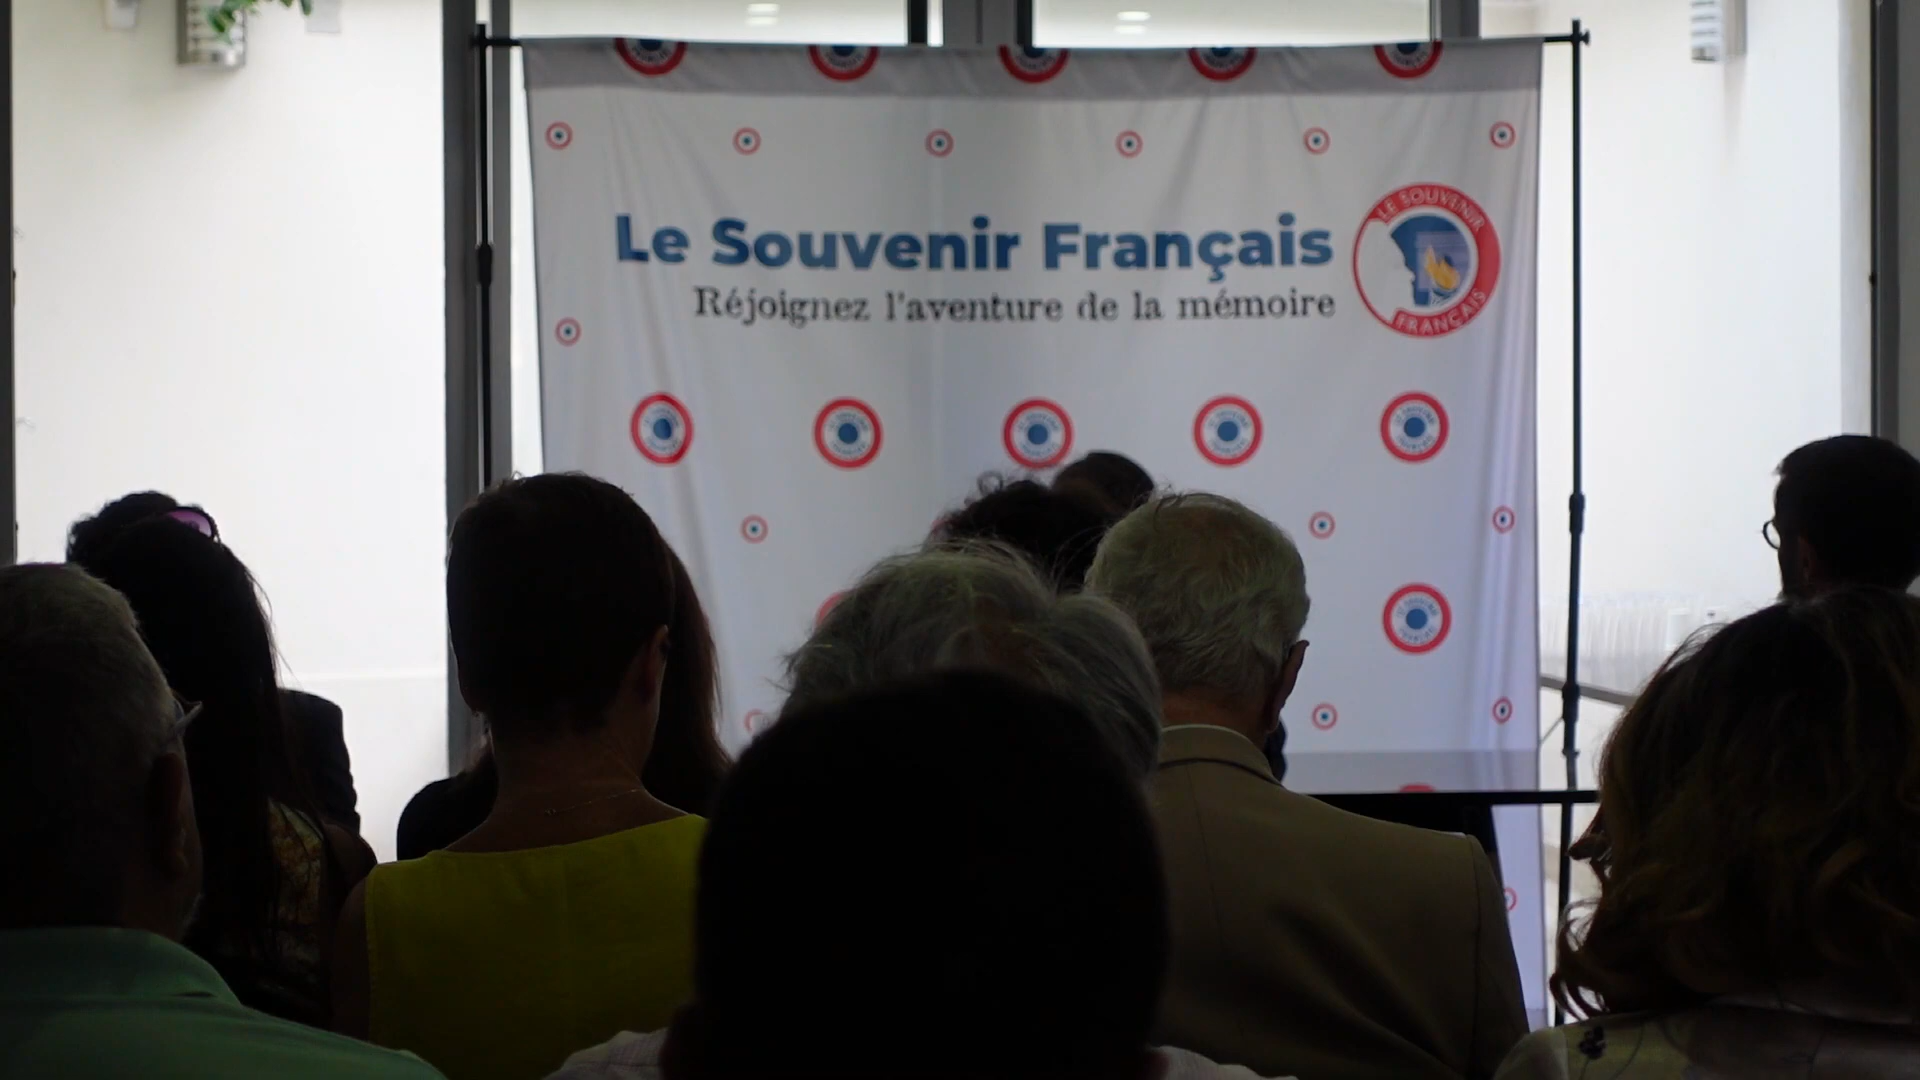 Le Souvenir Français
Réjoignez l'aventure de la mémoire
LE SOUVENIR
FRANÇAIS